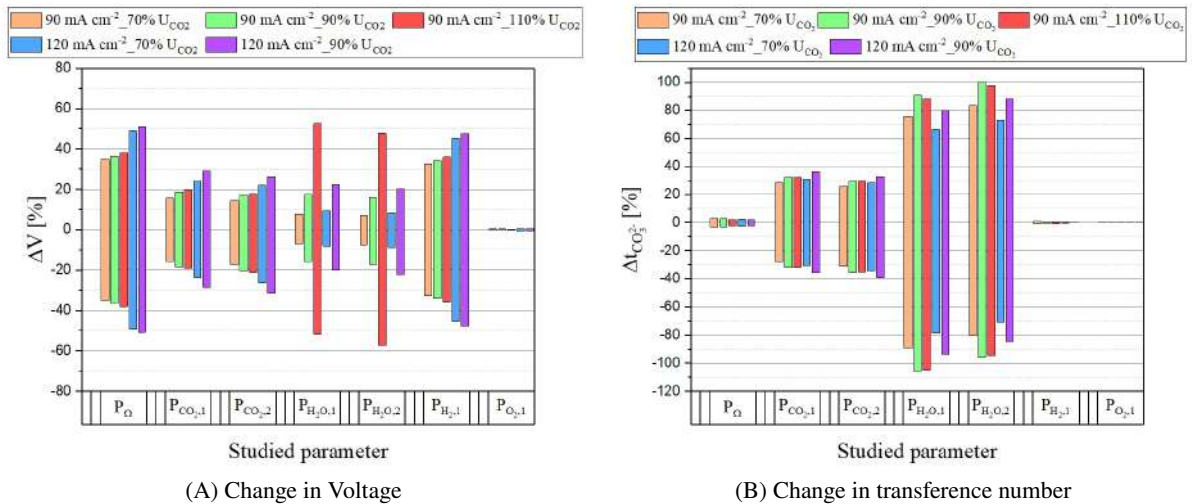 90 mA cm⁻²_70% U_CO2 90 mA cm⁻²_90% U_CO2 90 mA cm⁻²_110% U_CO2
120 mA cm⁻²_70% U_CO2 120 mA cm⁻²_90% U_CO2
80
60
40
20
0
-20
-40
-60
-80
ΔV [%]
P_Ω P_CO₂,1 P_CO₂,2 P_H₂O,1 P_H₂O,2 P_H₂,1 P_O₂,1
Studied parameter
(A) Change in Voltage
90 mA cm⁻²_70% U_CO₂ 90 mA cm⁻²_90% U_CO₂ 90 mA cm⁻²_110% U_CO₂
120 mA cm⁻²_70% U_CO₂ 120 mA cm⁻²_90% U_CO₂
100
80
60
40
20
0
-20
-40
-60
-80
-100
-120
Δt_CO₃²⁻ [%]
P_Ω P_CO₂,1 P_CO₂,2 P_H₂O,1 P_H₂O,2 P_H₂,1 P_O₂,1
Studied parameter
(B) Change in transference number